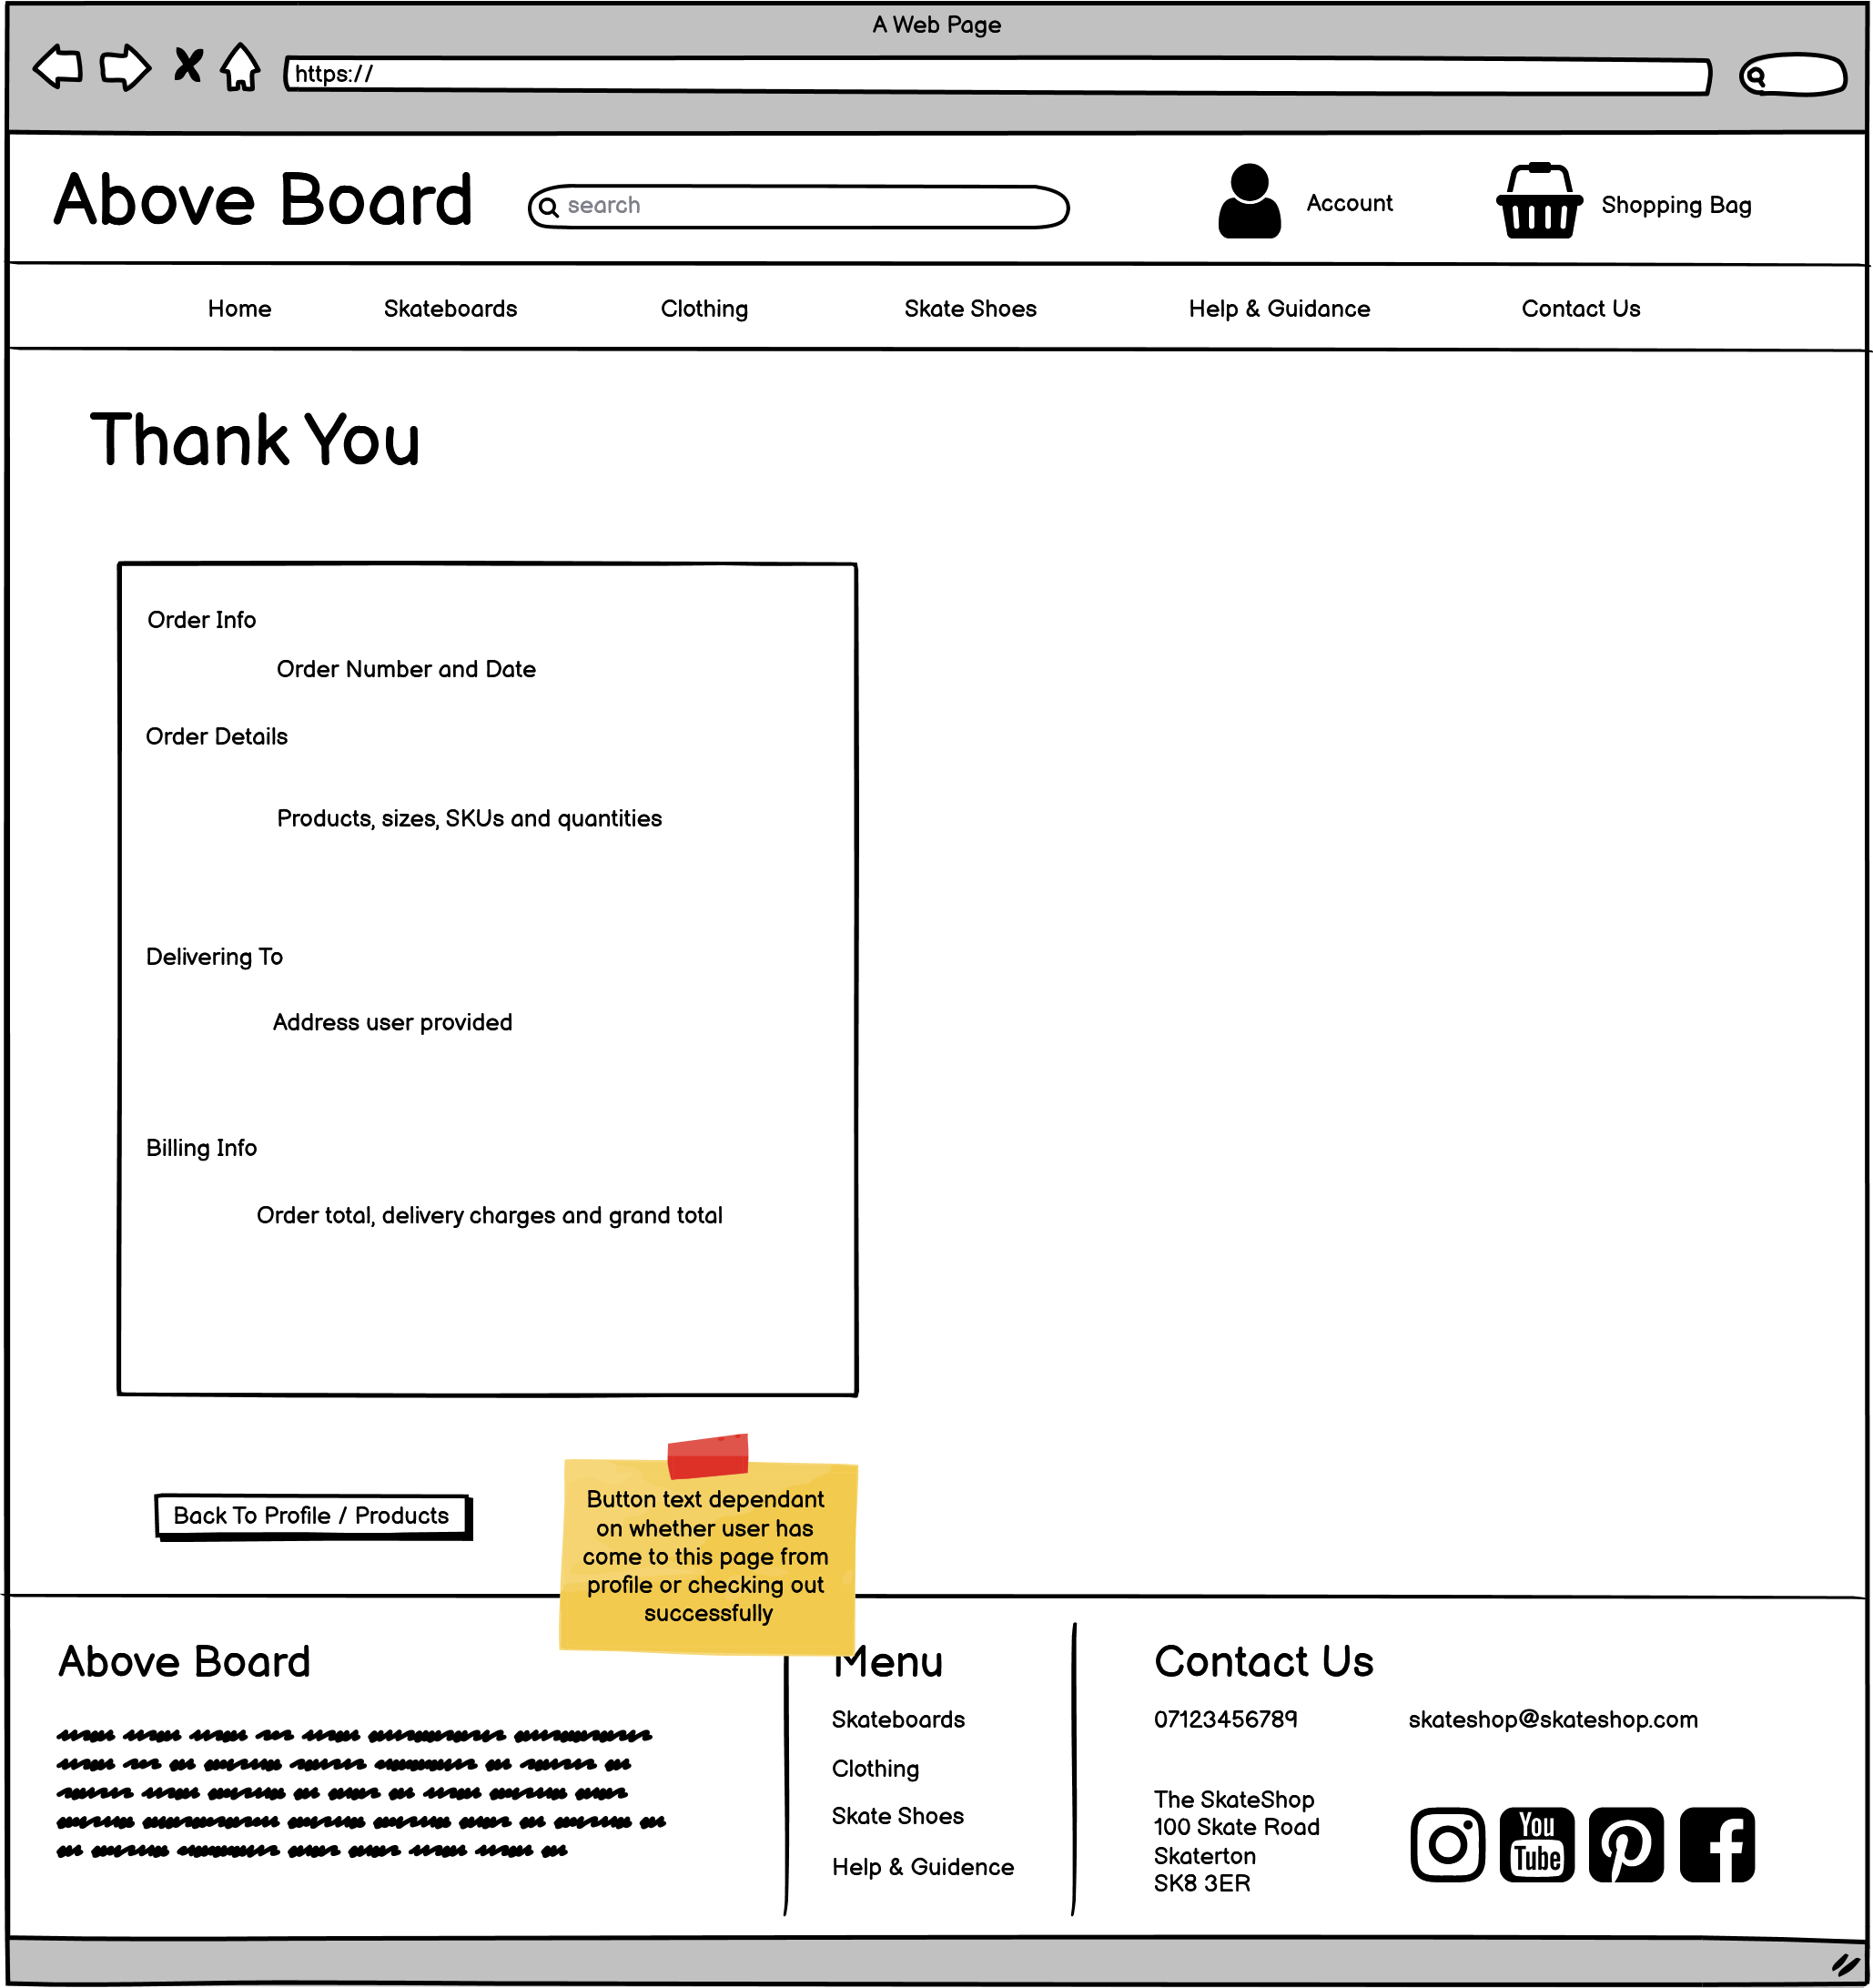 A Web Page
https://
Above Board
search
Account
Shopping Bag
Home
Skateboards
Clothing
Skate Shoes
Help & Guidance
Contact Us
Thank You
Order Info
Order Number and Date
Order Details
Products, sizes, SKUs and quantities
Delivering To
Address user provided
Billing Info
Order total, delivery charges and grand total
Back To Profile / Products
Button text dependant
on whether user has
come to this page from
profile or checking out
successfully
Above Board
Menu
Skateboards
Clothing
Skate Shoes
Help & Guidence
Contact Us
07123456789
skateshop@skateshop.com
The SkateShop
100 Skate Road
Skaterton
SK8 3ER
You
Tube